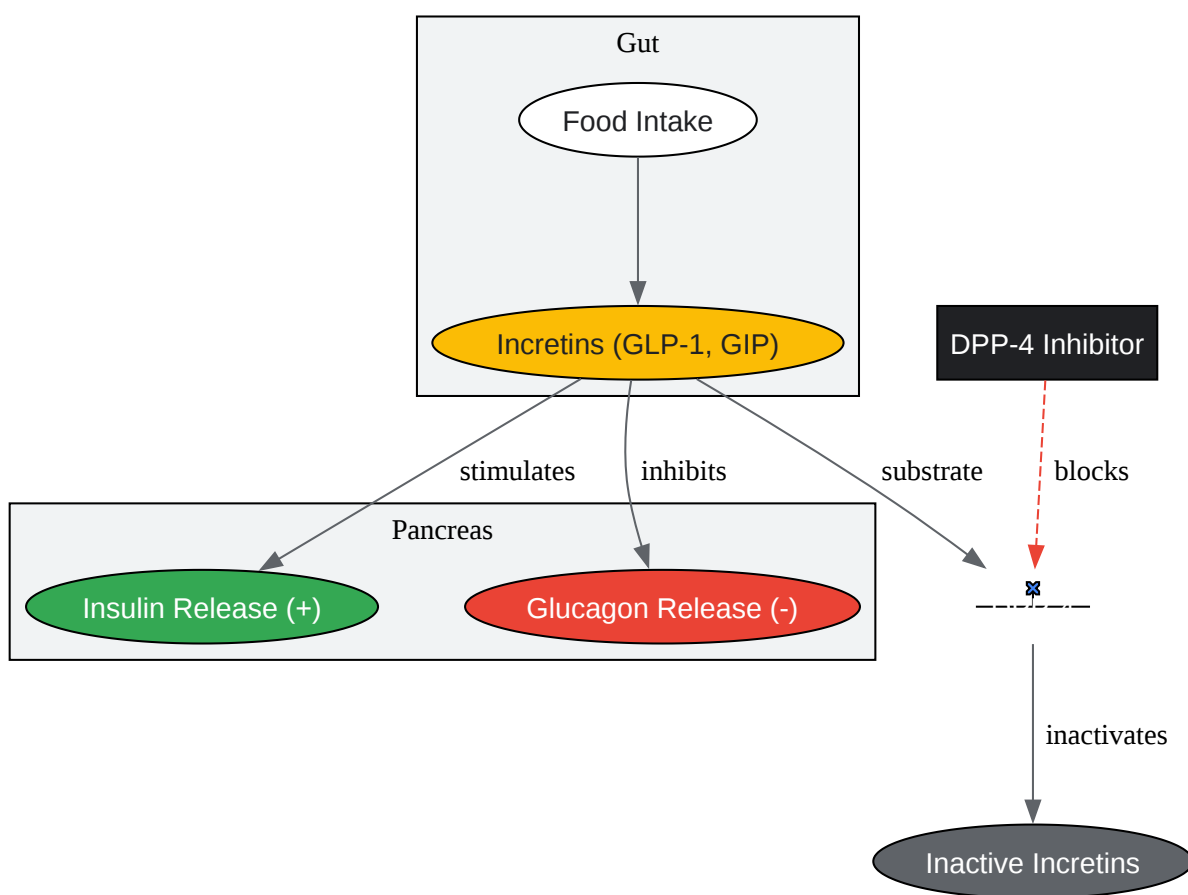 Gut
Food Intake
Incretins (GLP-1, GIP)
DPP-4 Inhibitor
stimulates
inhibits
substrate
blocks
Pancreas
Insulin Release (+)
Glucagon Release (-)
inactivates
Inactive Incretins